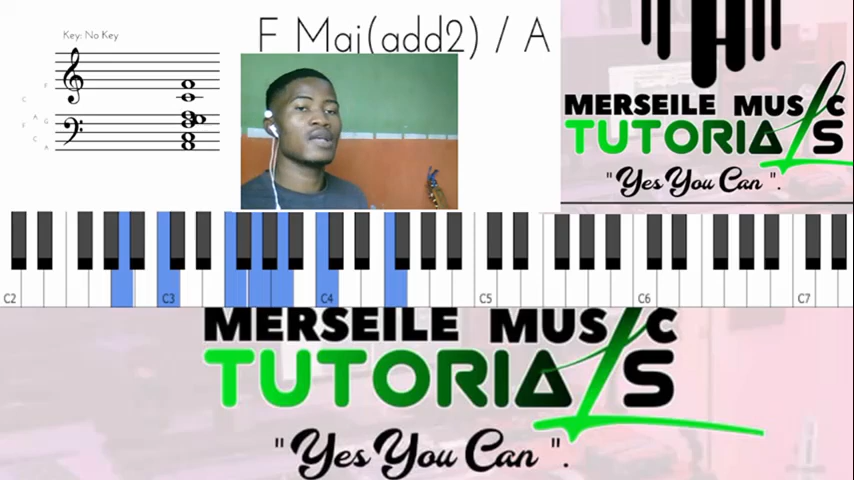 Key: No Key
F Maj(add2) / A
F
C
A G
F
C
A
MERSEILE MUSIC
TUTORIALS
"Yes You Can".
C2
C3
C4
C5
C6
C7
MERSEILE MUSIC
TUTORIALS
"Yes You Can".